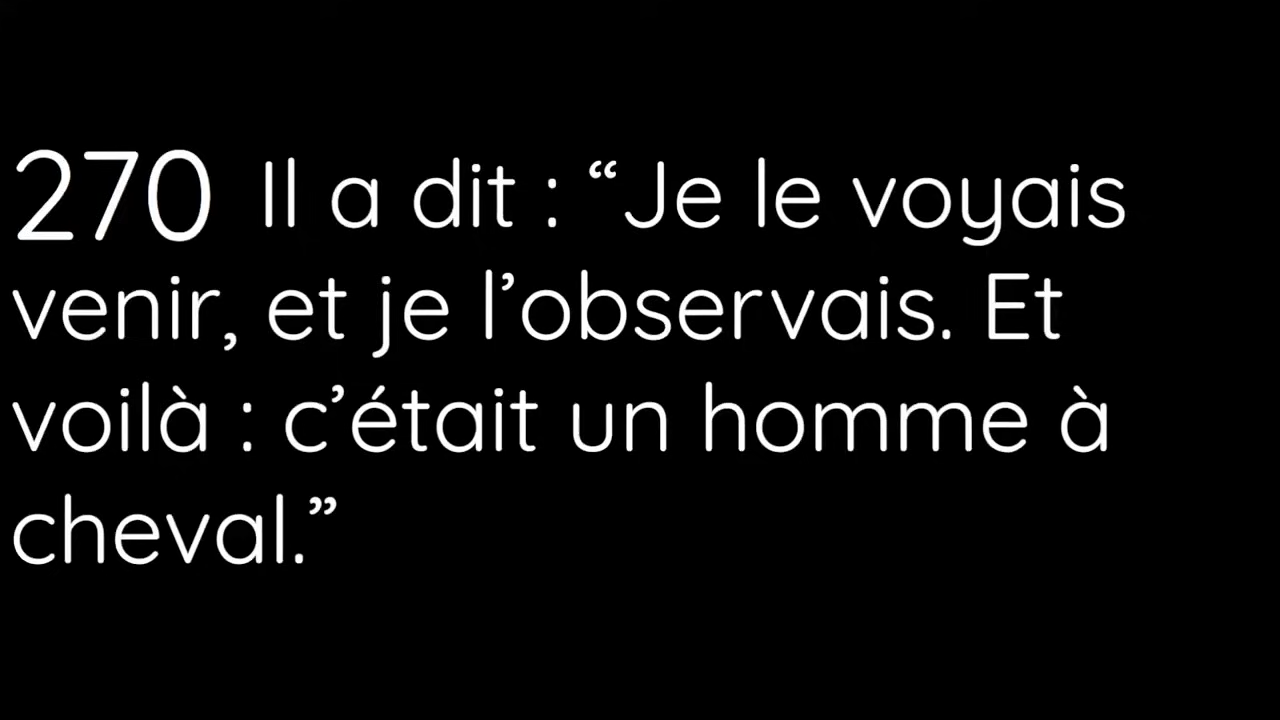 270 Il a dit : “Je le voyais
venir, et je l’observais. Et
voilà : c’était un homme à
cheval.”